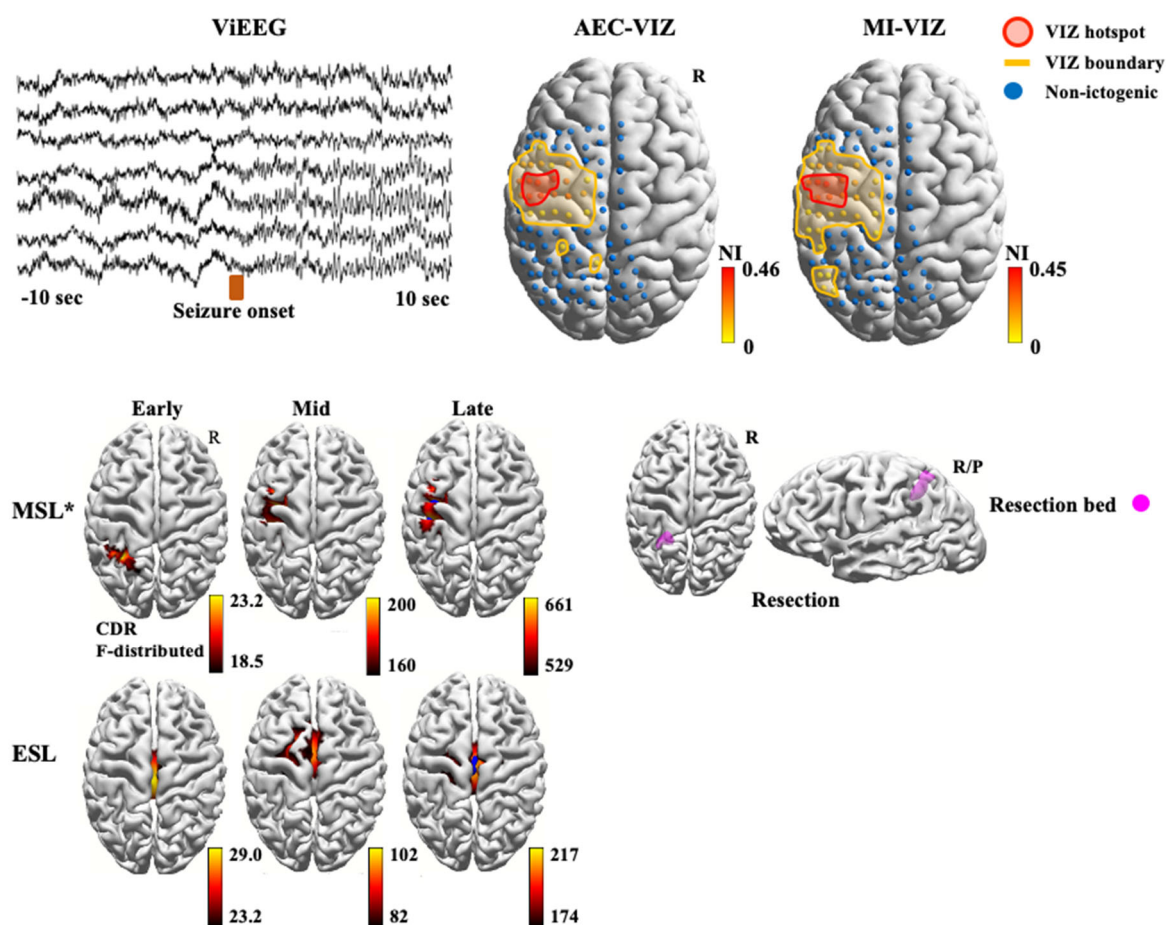 ViEEG
AEC-VIZ
MI-VIZ
VIZ hotspot
VIZ boundary
Non-ictogenic
R
NI
0.46
0
NI
0.45
0
-10 sec
Seizure onset
10 sec
Early
Mid
Late
R
R
R/P
MSL*
Resection bed
Resection
CDR
F-distributed
23.2
18.5
200
160
661
529
ESL
29.0
23.2
102
82
217
174